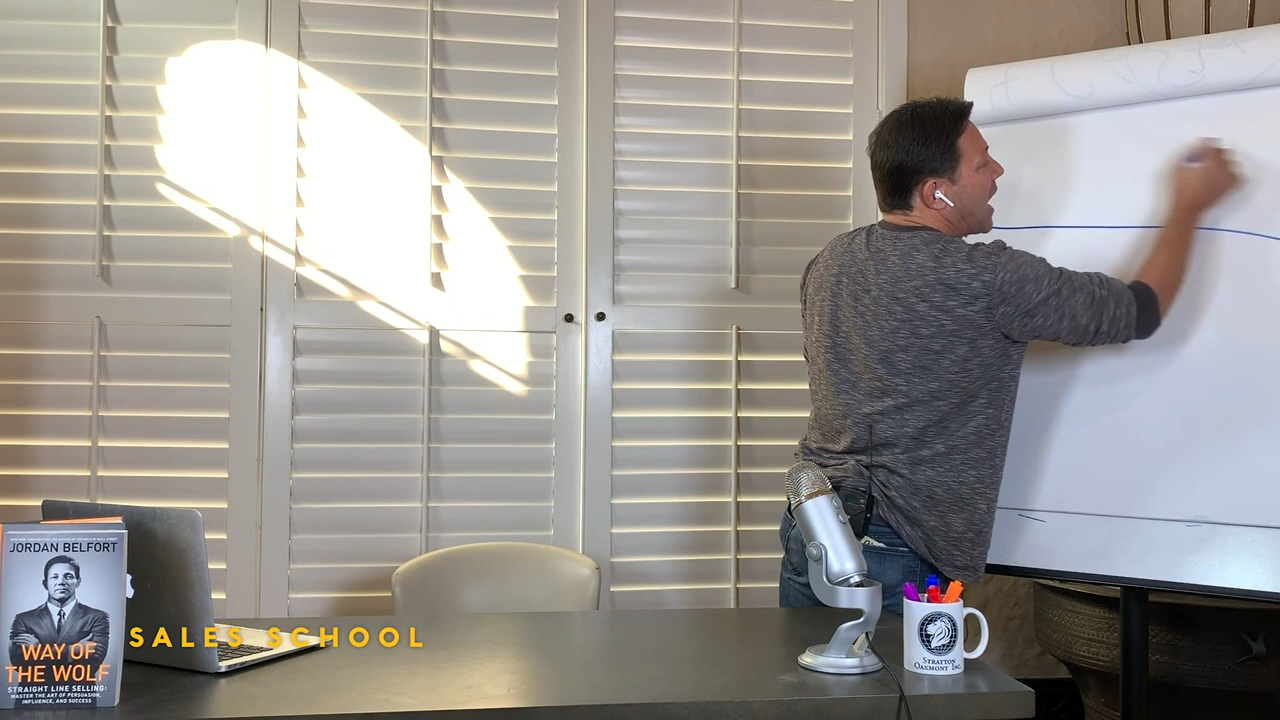 JORDAN BELFORT
WAY OF
THE WOLF
STRAIGHT LINE SELLING:
MASTER THE ART OF PERSUASION,
INFLUENCE, AND SUCCESS
SALES SCHOOL
STRATTON
OAKMONT INC.